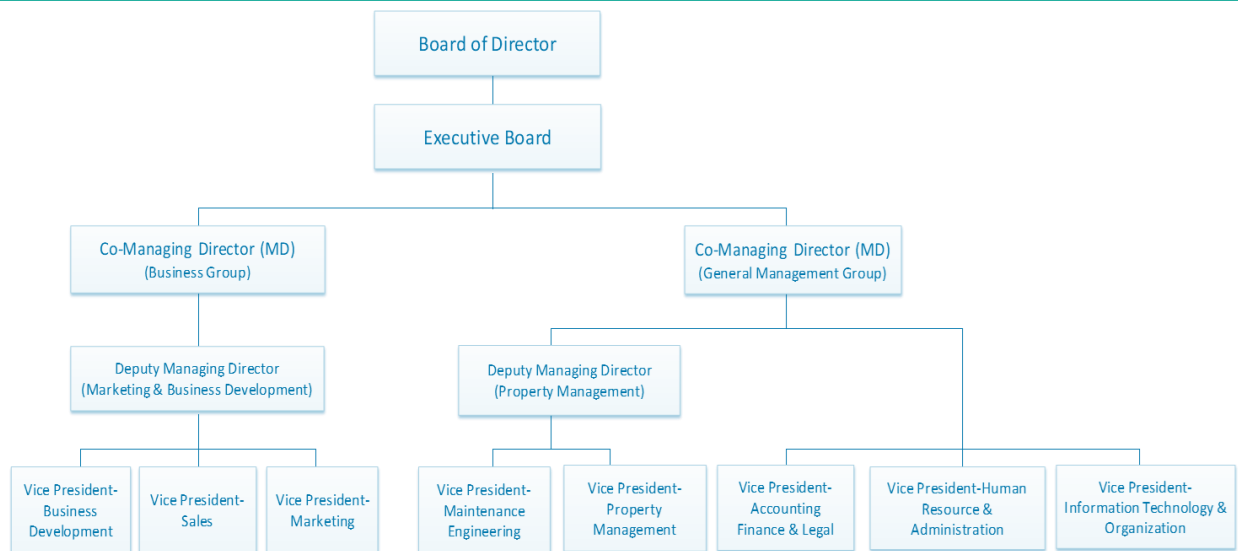 Board of Director
Executive Board
Co-Managing Director (MD)
(Business Group)
Co-Managing Director (MD)
(General Management Group)
Deputy Managing Director
(Marketing & Business Development)
Deputy Managing Director
(Property Management)
Vice President-
Business
Development
Vice President-
Sales
Vice President-
Marketing
Vice President-
Maintenance
Engineering
Vice President-
Property
Management
Vice President-
Accounting
Finance & Legal
Vice President-Human
Resource &
Administration
Vice President-
Information Technology &
Organization